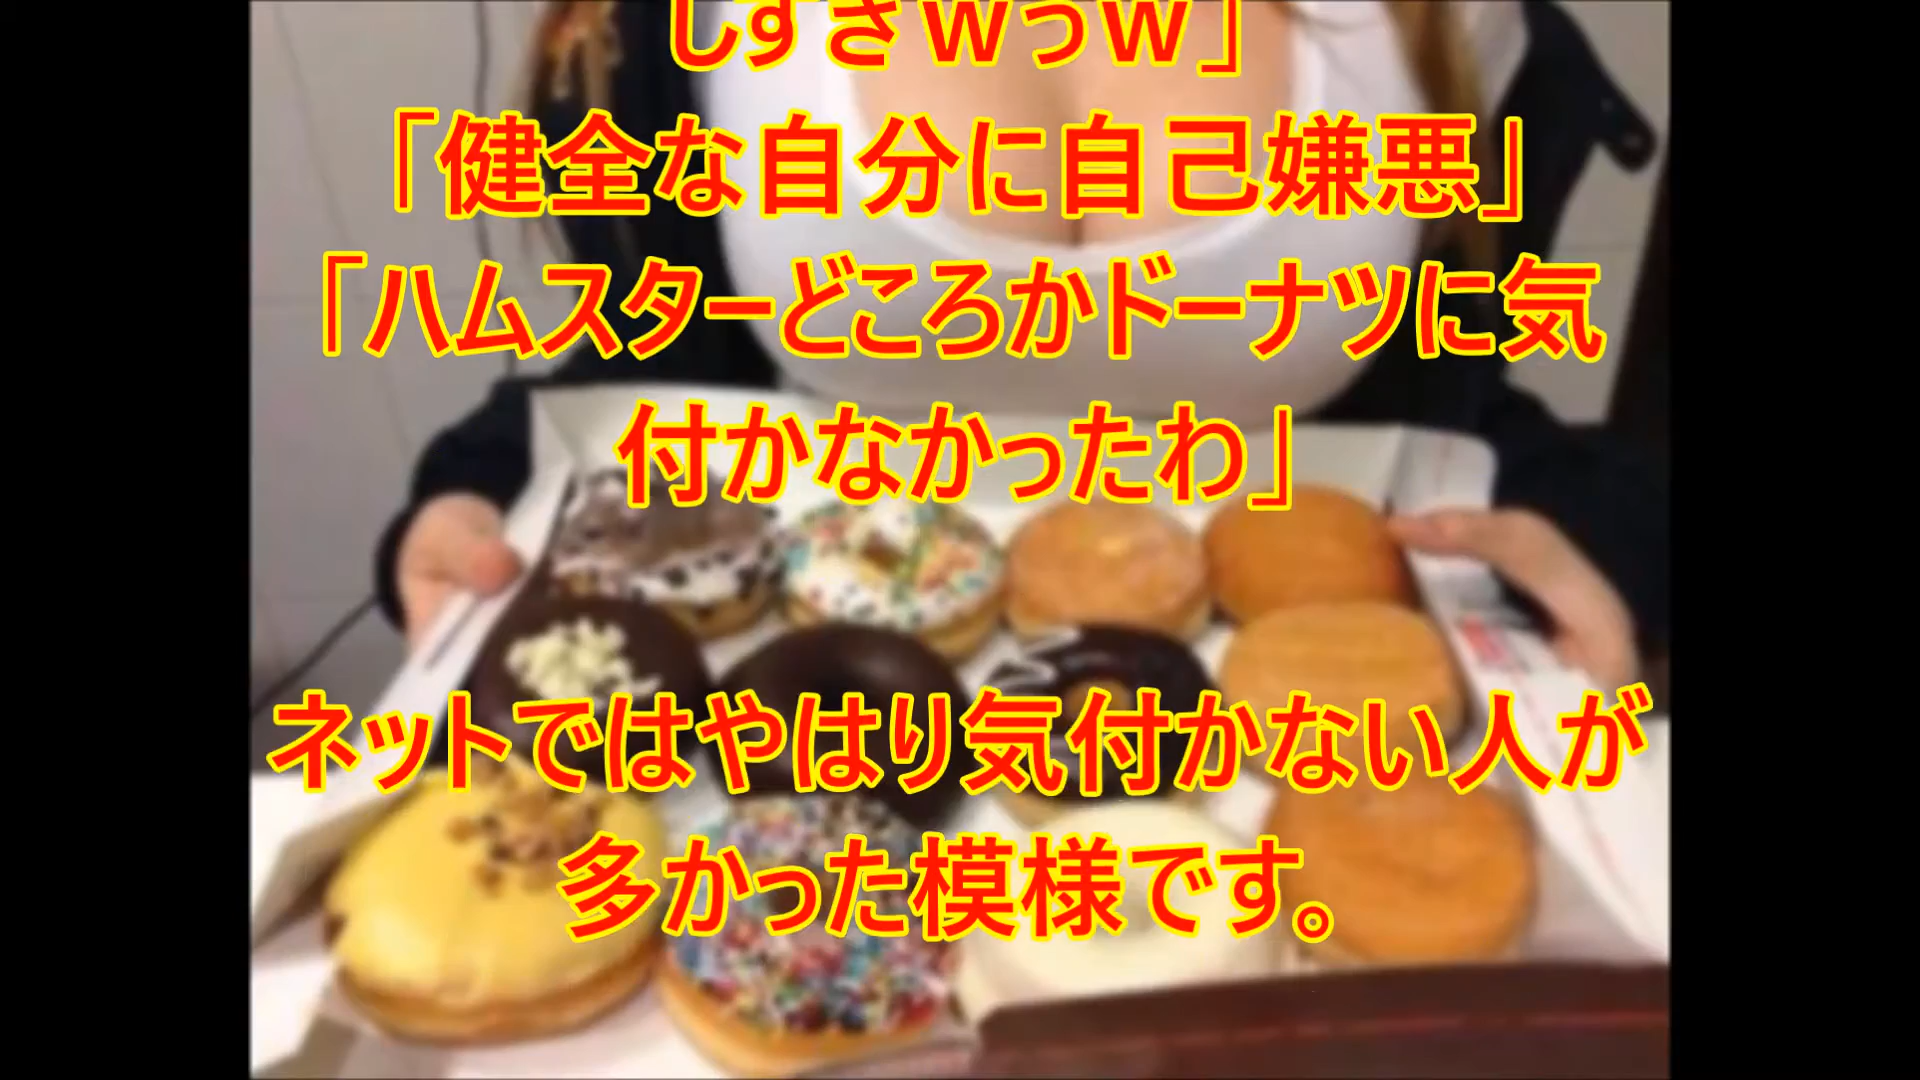 しすぎｗうｗ」
「健全な自分に自己嫌悪」
「ハムスターどころかドーナツに気
付かなかったわ」
ネットではやはり気付かない人が
多かった模様です。